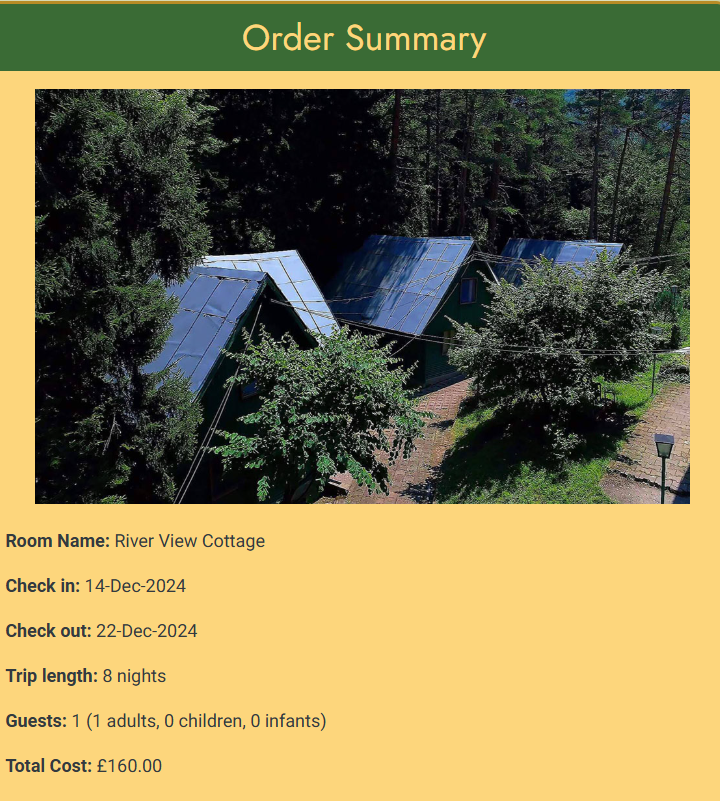 Order Summary
Room Name: River View Cottage
Check in: 14-Dec-2024
Check out: 22-Dec-2024
Trip length: 8 nights
Guests: 1 (1 adults, 0 children, 0 infants)
Total Cost: £160.00